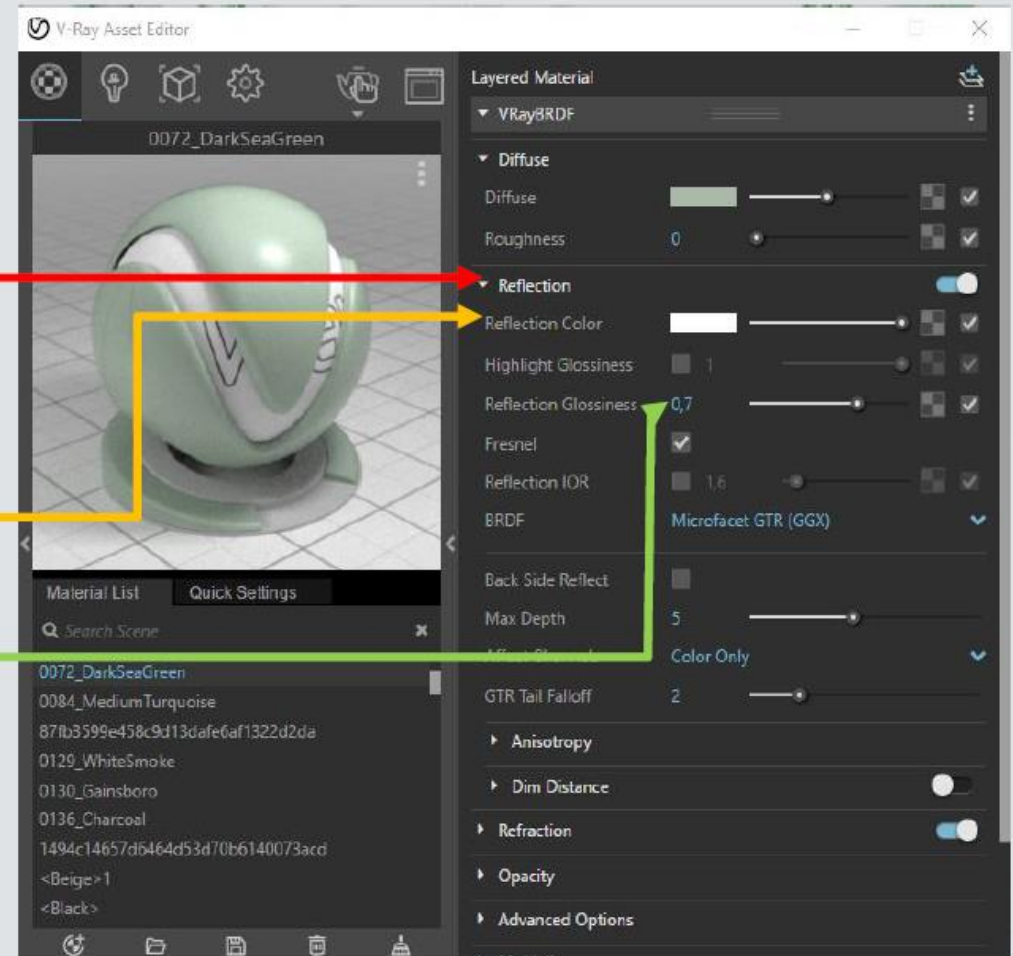 V-Ray Asset Editor
0072_DarkSeaGreen
Material List Quick Settings
Search Scene
0072_DarkSeaGreen
0084_MediumTurquoise
87fb3599e458c9d13dafe6af1322d2da
0129_WhiteSmoke
0130_Gainsboro
0136_Charcoal
1494c14657d6464d53d70b6140073acd
<Beige>1
<Black>
Layered Material
VRayBRDF
Diffuse
Diffuse
Roughness 0
Reflection
Reflection Color
Highlight Glossiness 1
Reflection Glossiness 0,7
Fresnel
Reflection IOR 1,6
BRDF Microfacet GTR (GGX)
Back Side Reflect
Max Depth 5
Color Only
GTR Tail Falloff 2
Anisotropy
Dim Distance
Refraction
Opacity
Advanced Options